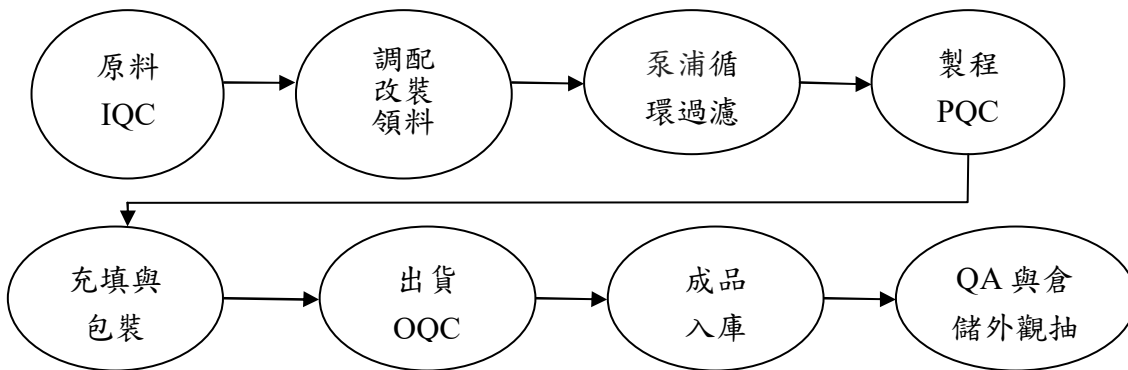 原料
IQC
調配
改裝
領料
泵浦循
環過濾
製程
PQC
充填與
包裝
出貨
OQC
成品
入庫
QA 與倉
儲外觀抽